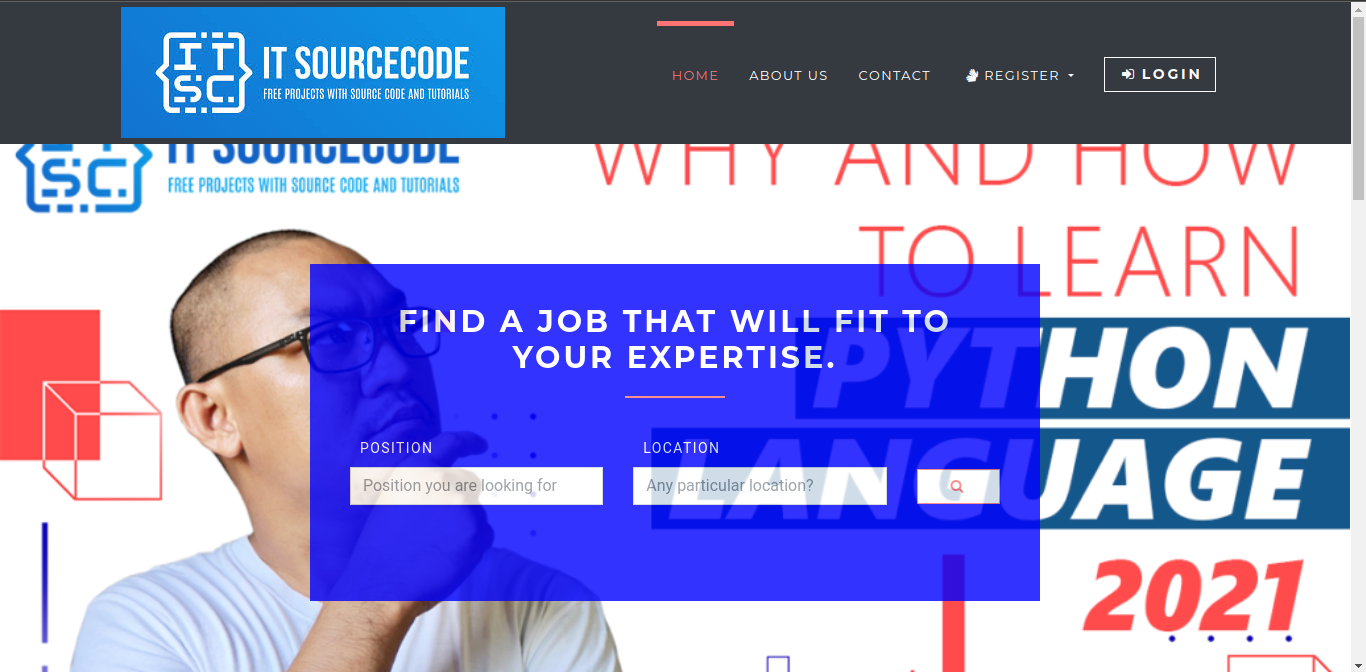 IT SC
IT SOURCECODE
FREE PROJECTS WITH SOURCE CODE AND TUTORIALS
HOME
ABOUT US
CONTACT
REGISTER
LOGIN
SC
IT SOURCECODE
FREE PROJECTS WITH SOURCE CODE AND TUTORIALS
WHY AND HOW
TO LEARN
PYTHON
LANGUAGE
2021
FIND A JOB THAT WILL FIT TO
YOUR EXPERTISE.
POSITION
LOCATION
Position you are looking for
Any particular location?